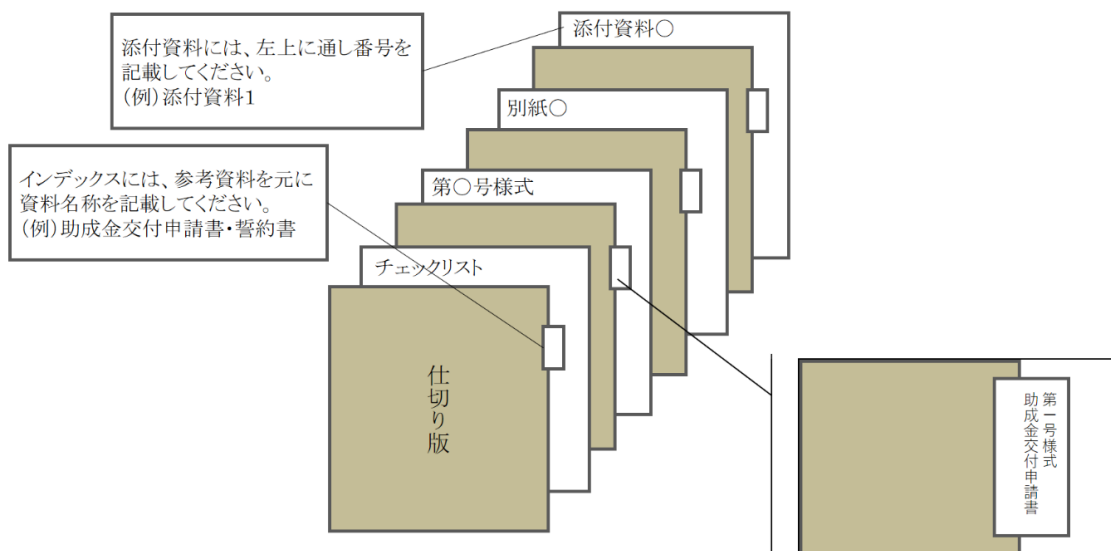 添付資料には、左上に通し番号を
記載してください。
(例)添付資料1
添付資料〇
別紙〇
インデックスには、参考資料を元に
資料名称を記載してください。
(例)助成金交付申請書・誓約書
第〇号様式
チェックリスト
仕切り版
第一号様式
助成金交付申請書